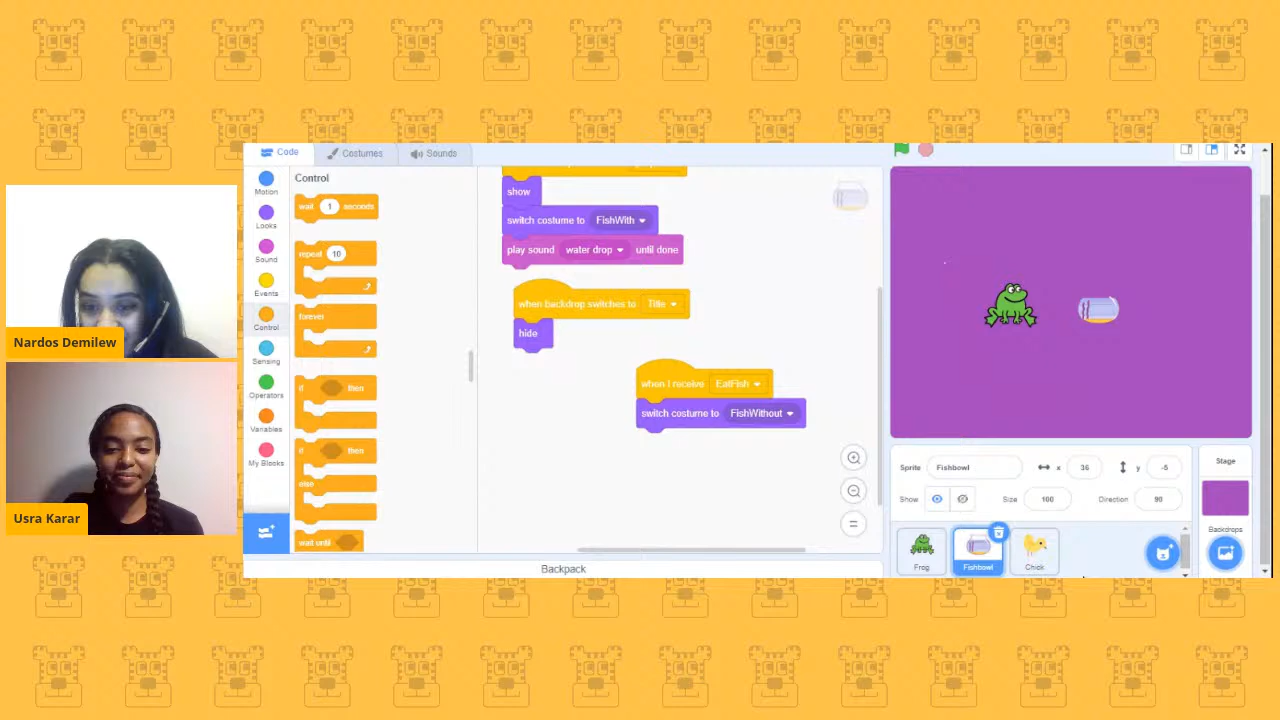 Code
Costumes
Sounds
Motion
Looks
Sound
Events
Control
Sensing
Operators
Variables
My Blocks
Control
wait 1 seconds
repeat 10
forever
if then
if then
else
wait until
show
switch costume to FishWith
play sound water drop until done
when backdrop switches to Title
hide
when I receive EatFish
switch costume to FishWithout
Backpack
Sprite Fishbowl x 36 y -5
Show Size 100 Direction 90
Frog
Fishbowl
Chick
Stage
Backdrops
Nardos Demilew
Usra Karar